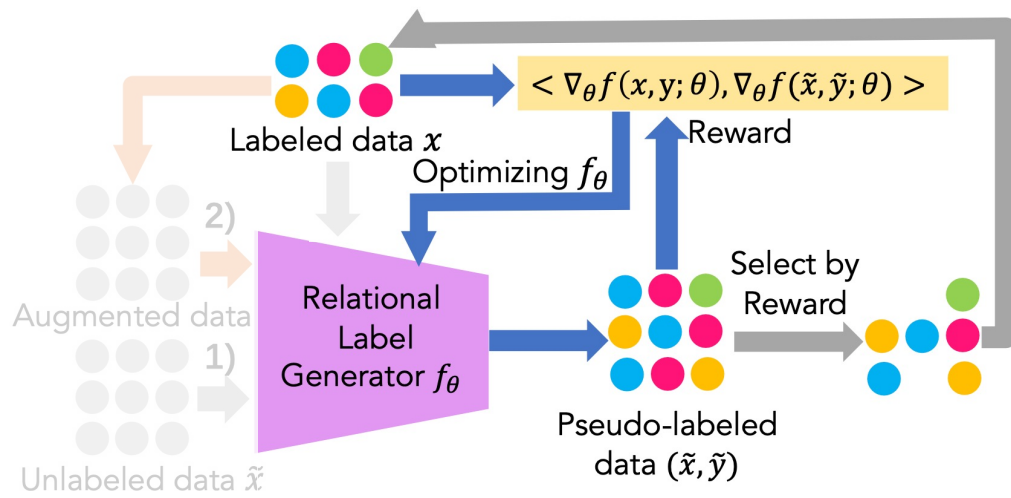 < ∇θf(x, y; θ), ∇θf(x̃, ỹ; θ) >
Labeled data x
Reward
Optimizing fθ
2)
Augmented data
Relational
Label
Generator fθ
Select by
Reward
1)
Unlabeled data x̃
Pseudo-labeled
data (x̃, ỹ)